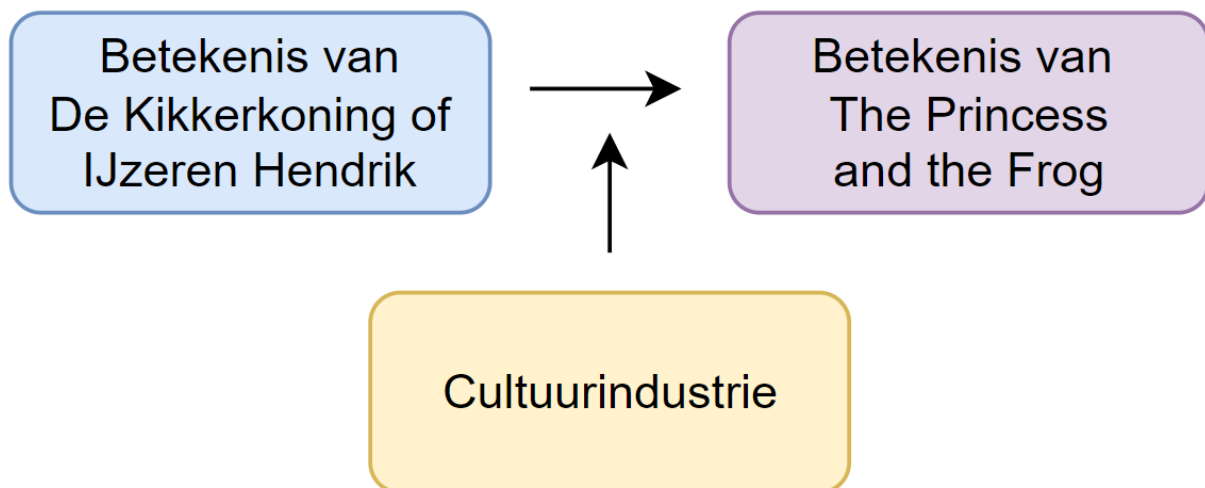 Betekenis van
De Kikkerkoning of
IJzeren Hendrik
Betekenis van
The Princess
and the Frog
Cultuurindustrie